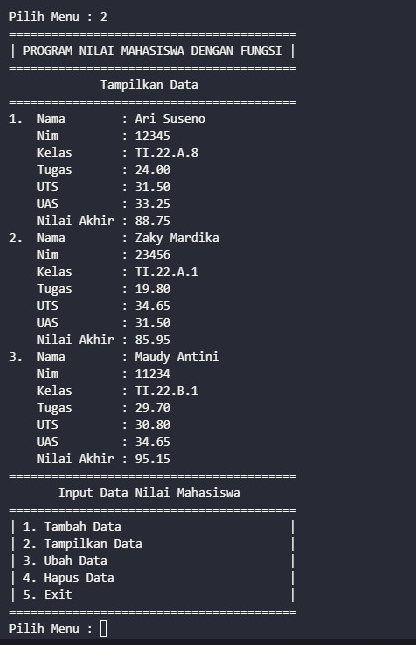 Pilih Menu : 2
=========================================
| PROGRAM NILAI MAHASISWA DENGAN FUNGSI |
=========================================
Tampilkan Data
=========================================
1. Nama : Ari Suseno
Nim : 12345
Kelas : TI.22.A.8
Tugas : 24.00
UTS : 31.50
UAS : 33.25
Nilai Akhir : 88.75
2. Nama : Zaky Mardika
Nim : 23456
Kelas : TI.22.A.1
Tugas : 19.80
UTS : 34.65
UAS : 31.50
Nilai Akhir : 85.95
3. Nama : Maudy Antini
Nim : 11234
Kelas : TI.22.B.1
Tugas : 29.70
UTS : 30.80
UAS : 34.65
Nilai Akhir : 95.15
=========================================
Input Data Nilai Mahasiswa
=========================================
| 1. Tambah Data |
| 2. Tampilkan Data |
| 3. Ubah Data |
| 4. Hapus Data |
| 5. Exit |
=========================================
Pilih Menu :